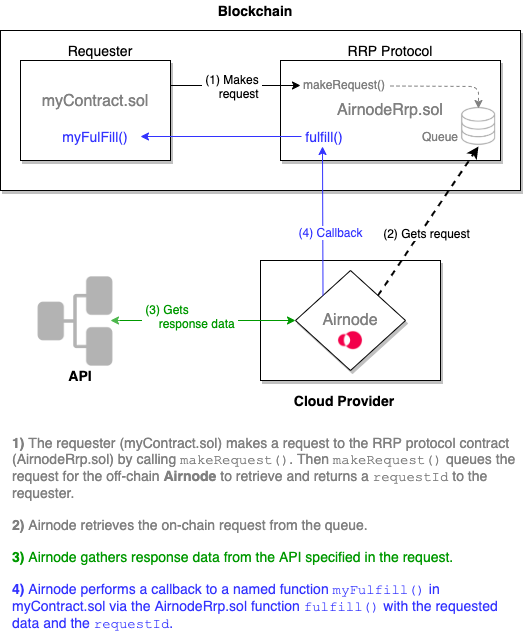 Blockchain
Requester
RRP Protocol
(1) Makes
request
makeRequest()
myContract.sol
AirnodeRrp.sol
myFulFill()
fulfill()
Queue
(4) Callback
(2) Gets request
(3) Gets
response data
Airnode
API
Cloud Provider
1) The requester (myContract.sol) makes a request to the RRP protocol contract
(AirnodeRrp.sol) by calling makeRequest(). Then makeRequest() queues the
request for the off-chain Airnode to retrieve and returns a requestId to the
requester.
2) Airnode retrieves the on-chain request from the queue.
3) Airnode gathers response data from the API specified in the request.
4) Airnode performs a callback to a named function myFulfill() in
myContract.sol via the AirnodeRrp.sol function fulfill() with the requested
data and the requestId.